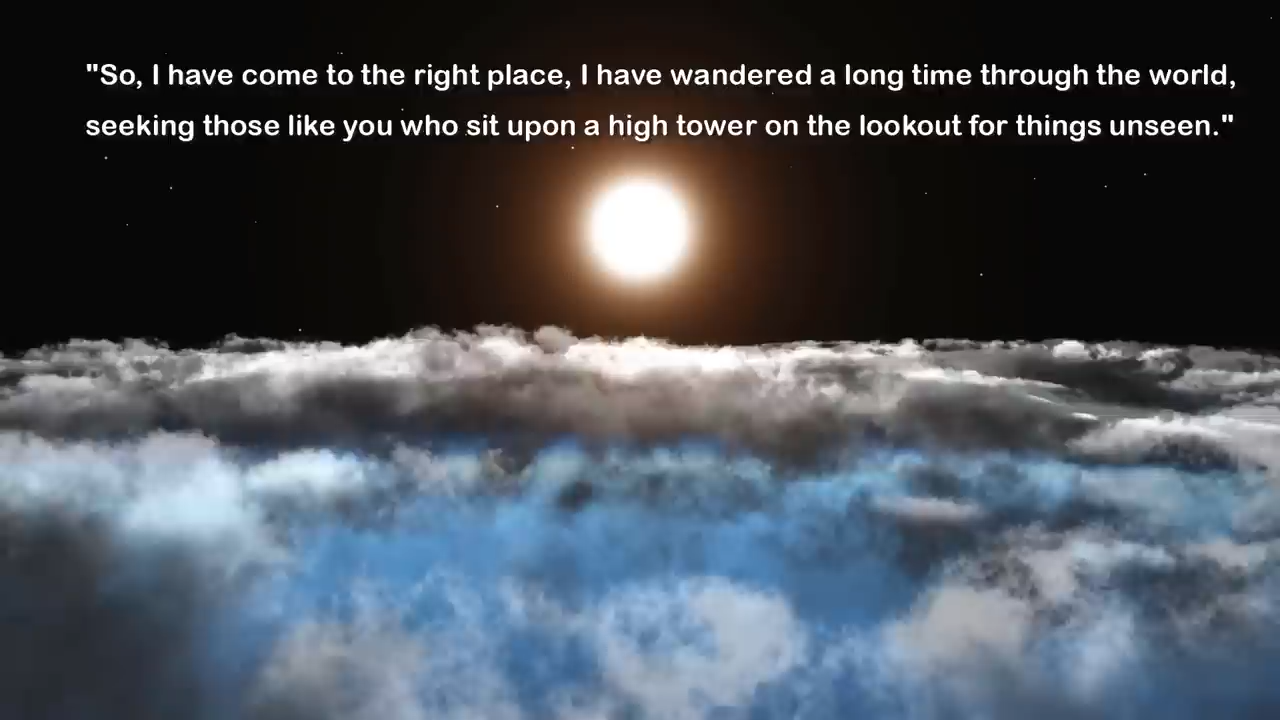 "So, I have come to the right place, I have wandered a long time through the world,
seeking those like you who sit upon a high tower on the lookout for things unseen."